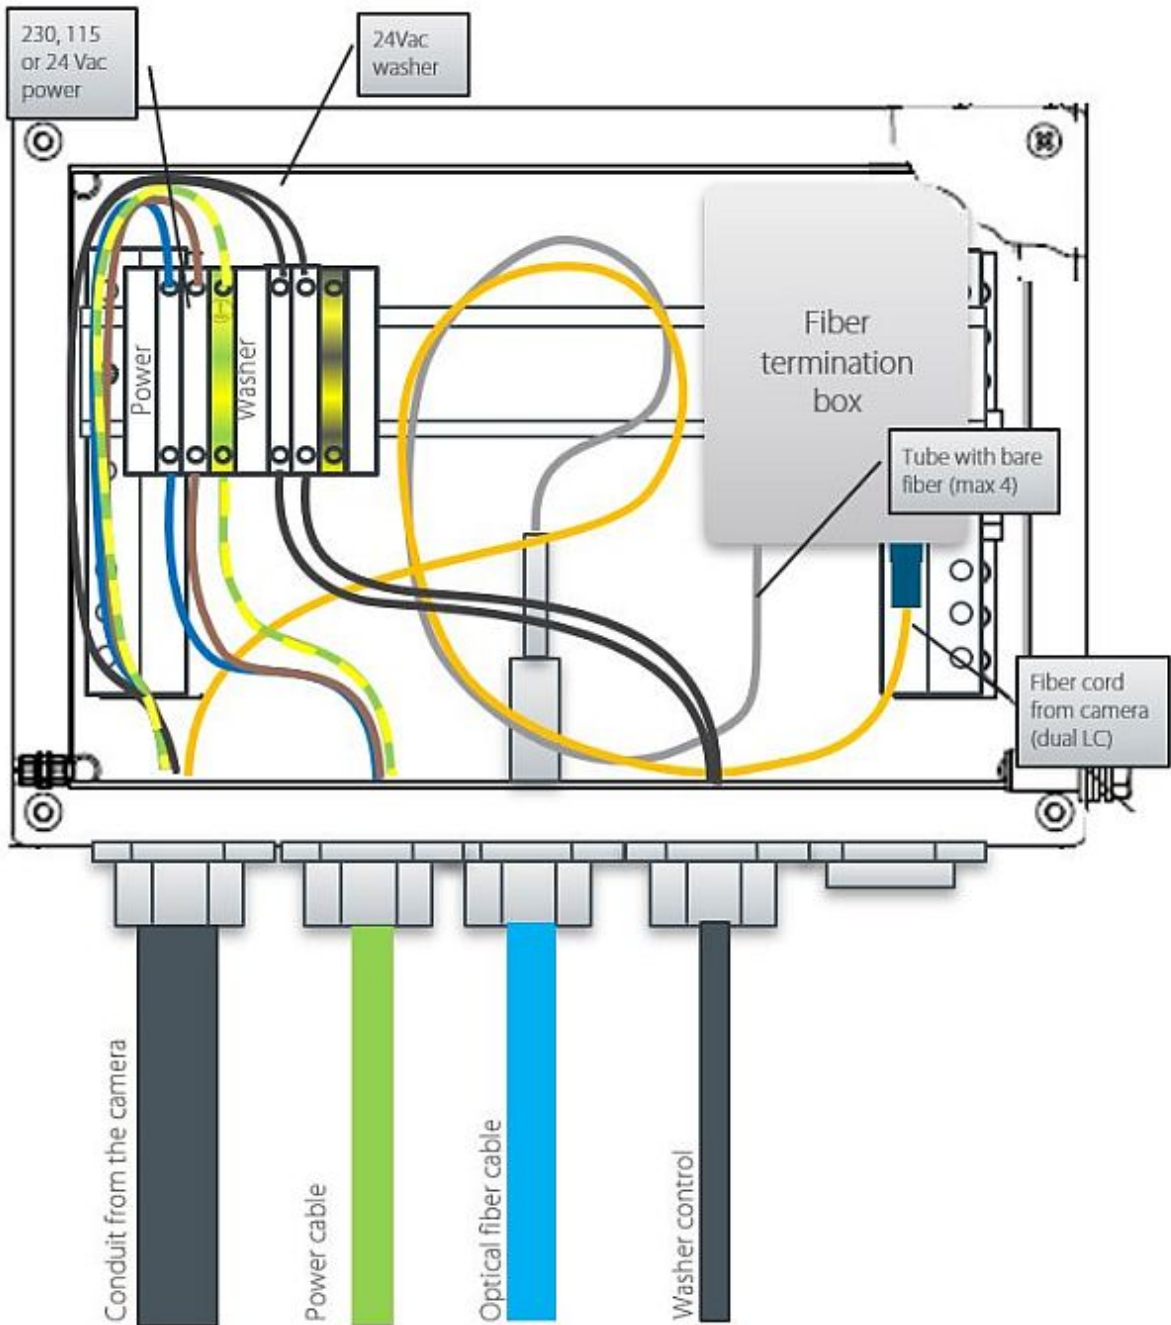 230, 115
or 24 Vac
power
24Vac
washer
Power
Washer
Fiber
termination
box
Tube with bare
fiber (max 4)
Fiber cord
from camera
(dual LC)
Conduit from the camera
Power cable
Optical fiber cable
Washer control